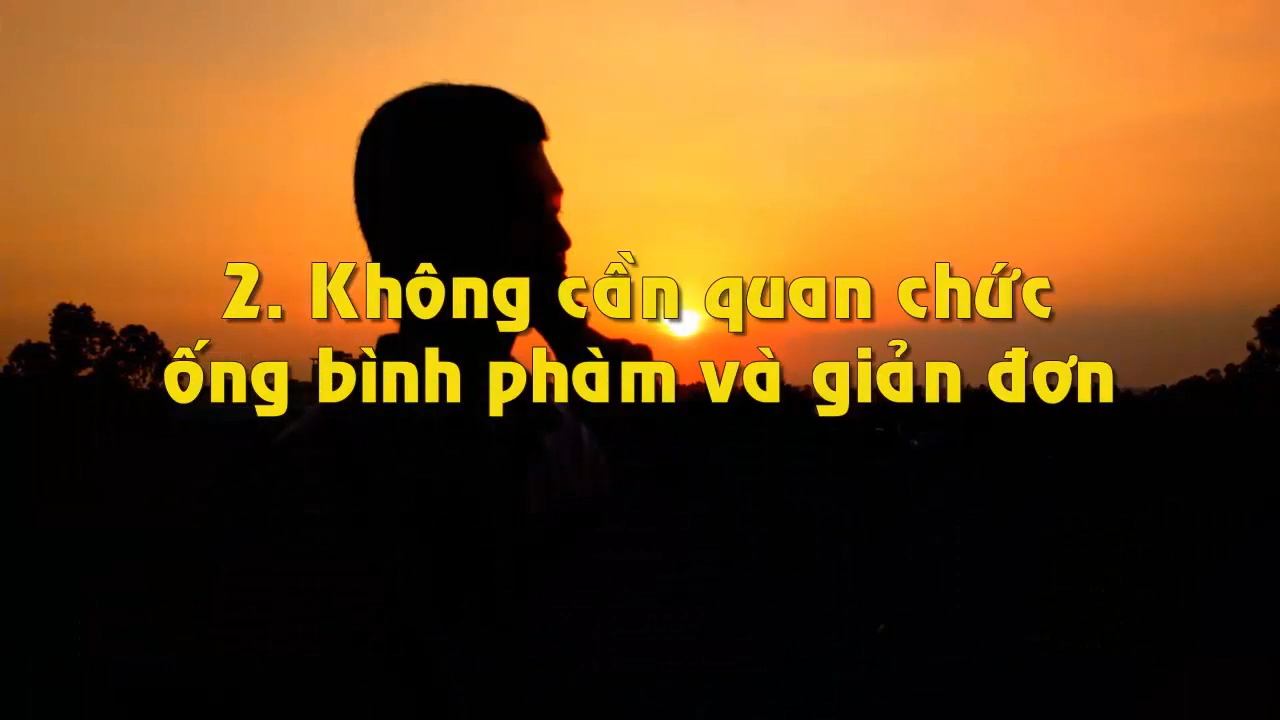 2. Không cần quan chức
ống bình phàm và giản đơn